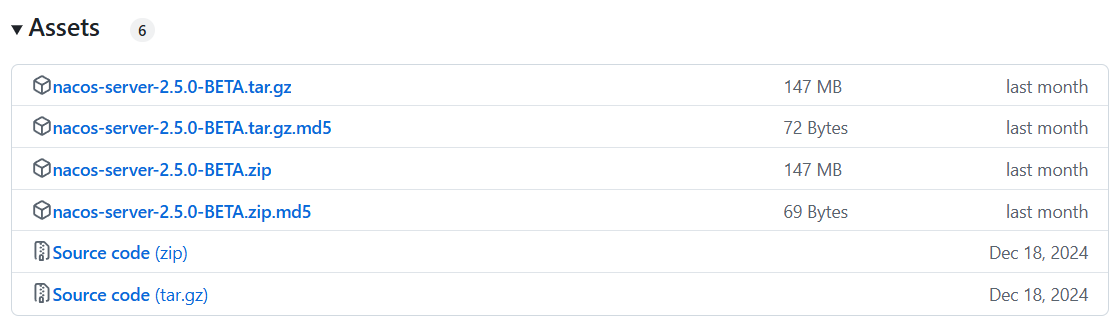 Assets 6
nacos-server-2.5.0-BETA.tar.gz 147 MB last month
nacos-server-2.5.0-BETA.tar.gz.md5 72 Bytes last month
nacos-server-2.5.0-BETA.zip 147 MB last month
nacos-server-2.5.0-BETA.zip.md5 69 Bytes last month
Source code (zip) Dec 18, 2024
Source code (tar.gz) Dec 18, 2024